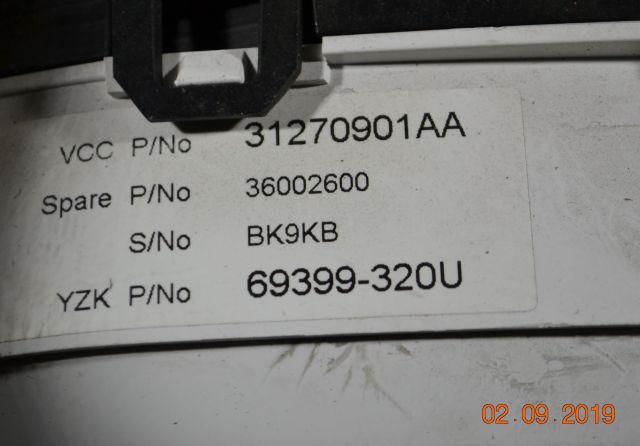 VCC P/No 31270901AA
Spare P/No 36002600
S/No BK9KB
YZK P/No 69399-320U
02.09.2019